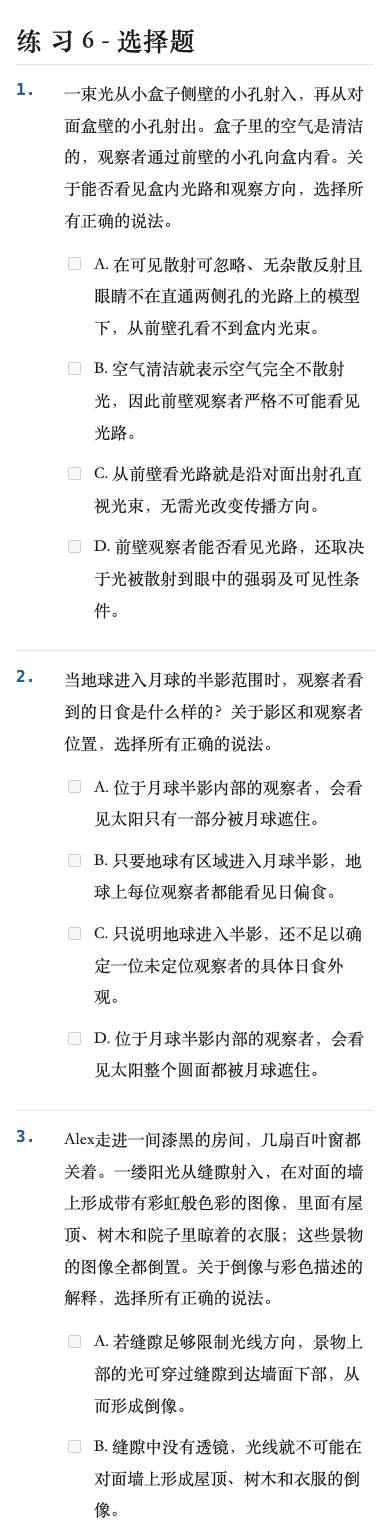 练 习 6 - 选择题
1.
一束光从小盒子侧壁的小孔射入，再从对
面盒壁的小孔射出。盒子里的空气是清洁
的，观察者通过前壁的小孔向盒内看。关
于能否看见盒内光路和观察方向，选择所
有正确的说法。
A. 在可见散射可忽略、无杂散反射且
眼睛不在直通两侧孔的光路上的模型
下，从前壁孔看不到盒内光束。
B. 空气清洁就表示空气完全不散射
光，因此前壁观察者严格不可能看见
光路。
C. 从前壁看光路就是沿对面出射孔直
视光束，无需光改变传播方向。
D. 前壁观察者能否看见光路，还取决
于光被散射到眼中的强弱及可见性条
件。
2.
当地球进入月球的半影范围时，观察者看
到的日食是什么样的？关于影区和观察者
位置，选择所有正确的说法。
A. 位于月球半影内部的观察者，会看
见太阳只有一部分被月球遮住。
B. 只要地球有区域进入月球半影，地
球上每位观察者都能看见日偏食。
C. 只说明地球进入半影，还不足以确
定一位未定位观察者的具体日食外
观。
D. 位于月球半影内部的观察者，会看
见太阳整个圆面都被月球遮住。
3.
Alex走进一间漆黑的房间，几扇百叶窗都
关着。一缕阳光从缝隙射入，在对面的墙
上形成带有彩虹般色彩的图像，里面有屋
顶、树木和院子里晾着的衣服；这些景物
的图像全都倒置。关于倒像与彩色描述的
解释，选择所有正确的说法。
A. 若缝隙足够限制光线方向，景物上
部的光可穿过缝隙到达墙面下部，从
而形成倒像。
B. 缝隙中没有透镜，光线就不可能在
对面墙上形成屋顶、树木和衣服的倒
像。